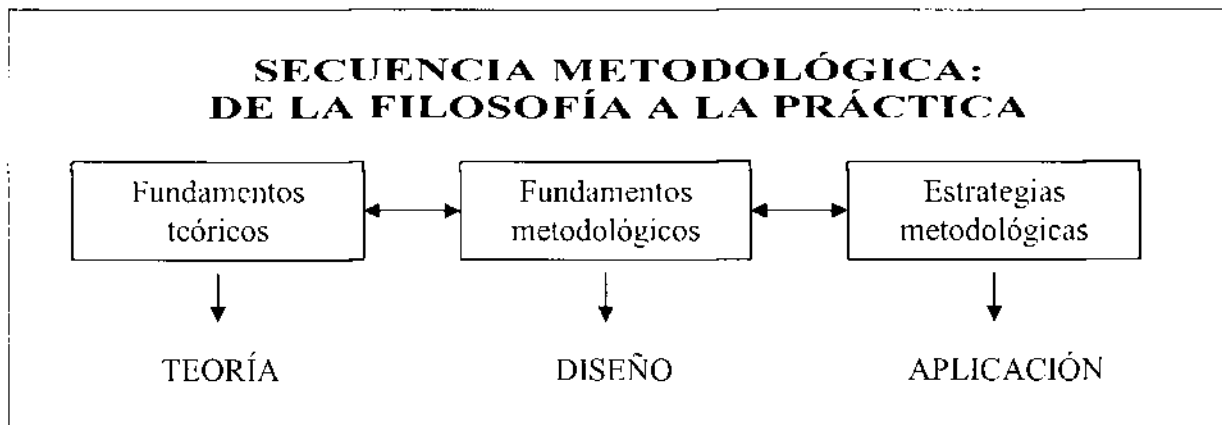 SECUENCIA METODOLÓGICA:
DE LA FILOSOFÍA A LA PRÁCTICA
Fundamentos
teóricos
Fundamentos
metodológicos
Estrategias
metodológicas
TEORÍA
DISEÑO
APLICACIÓN